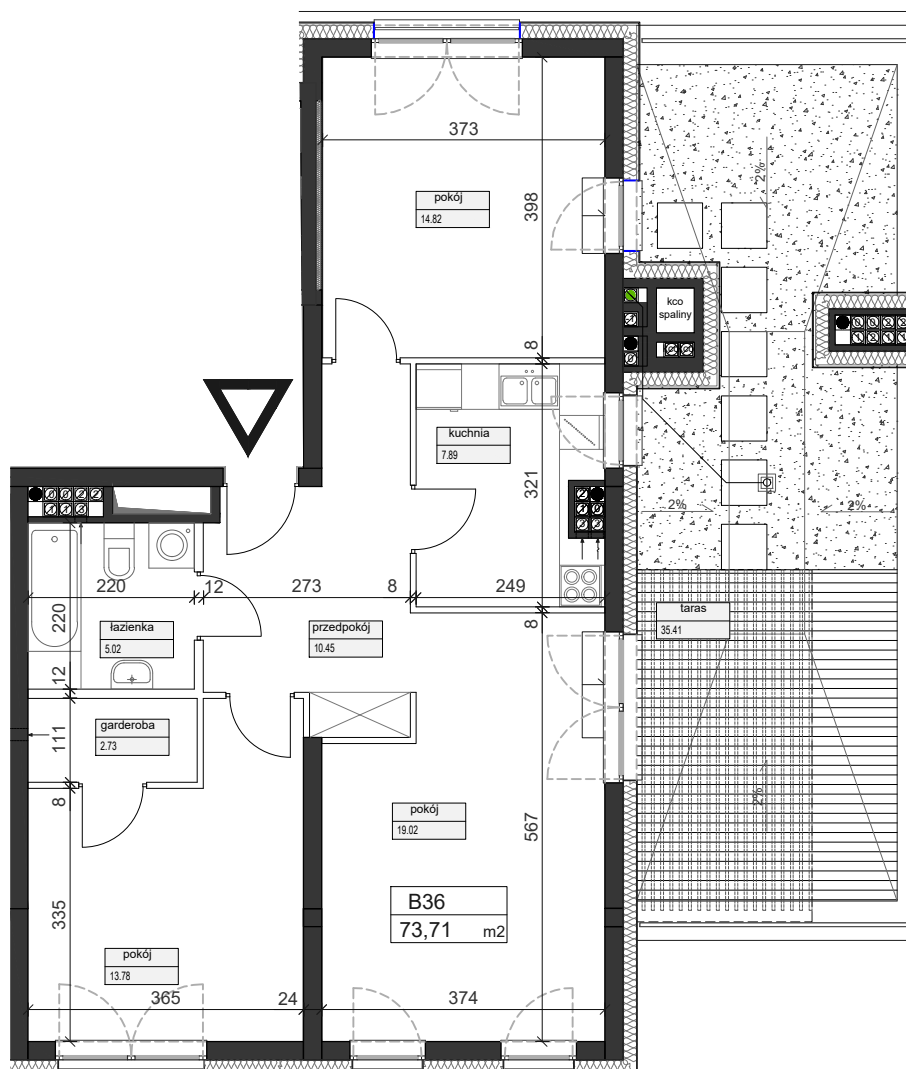 373
pokój
14.82
398
2%
kco
spaliny
8
kuchnia
7.89
321
2%
2%
220
12
273
8
249
taras
35.41
220
łazienka
5.02
przedpokój
10.45
8
12
garderoba
2.73
111
8
pokój
19.02
567
2%
B36
73,71 m2
335
pokój
13.78
365
24
374